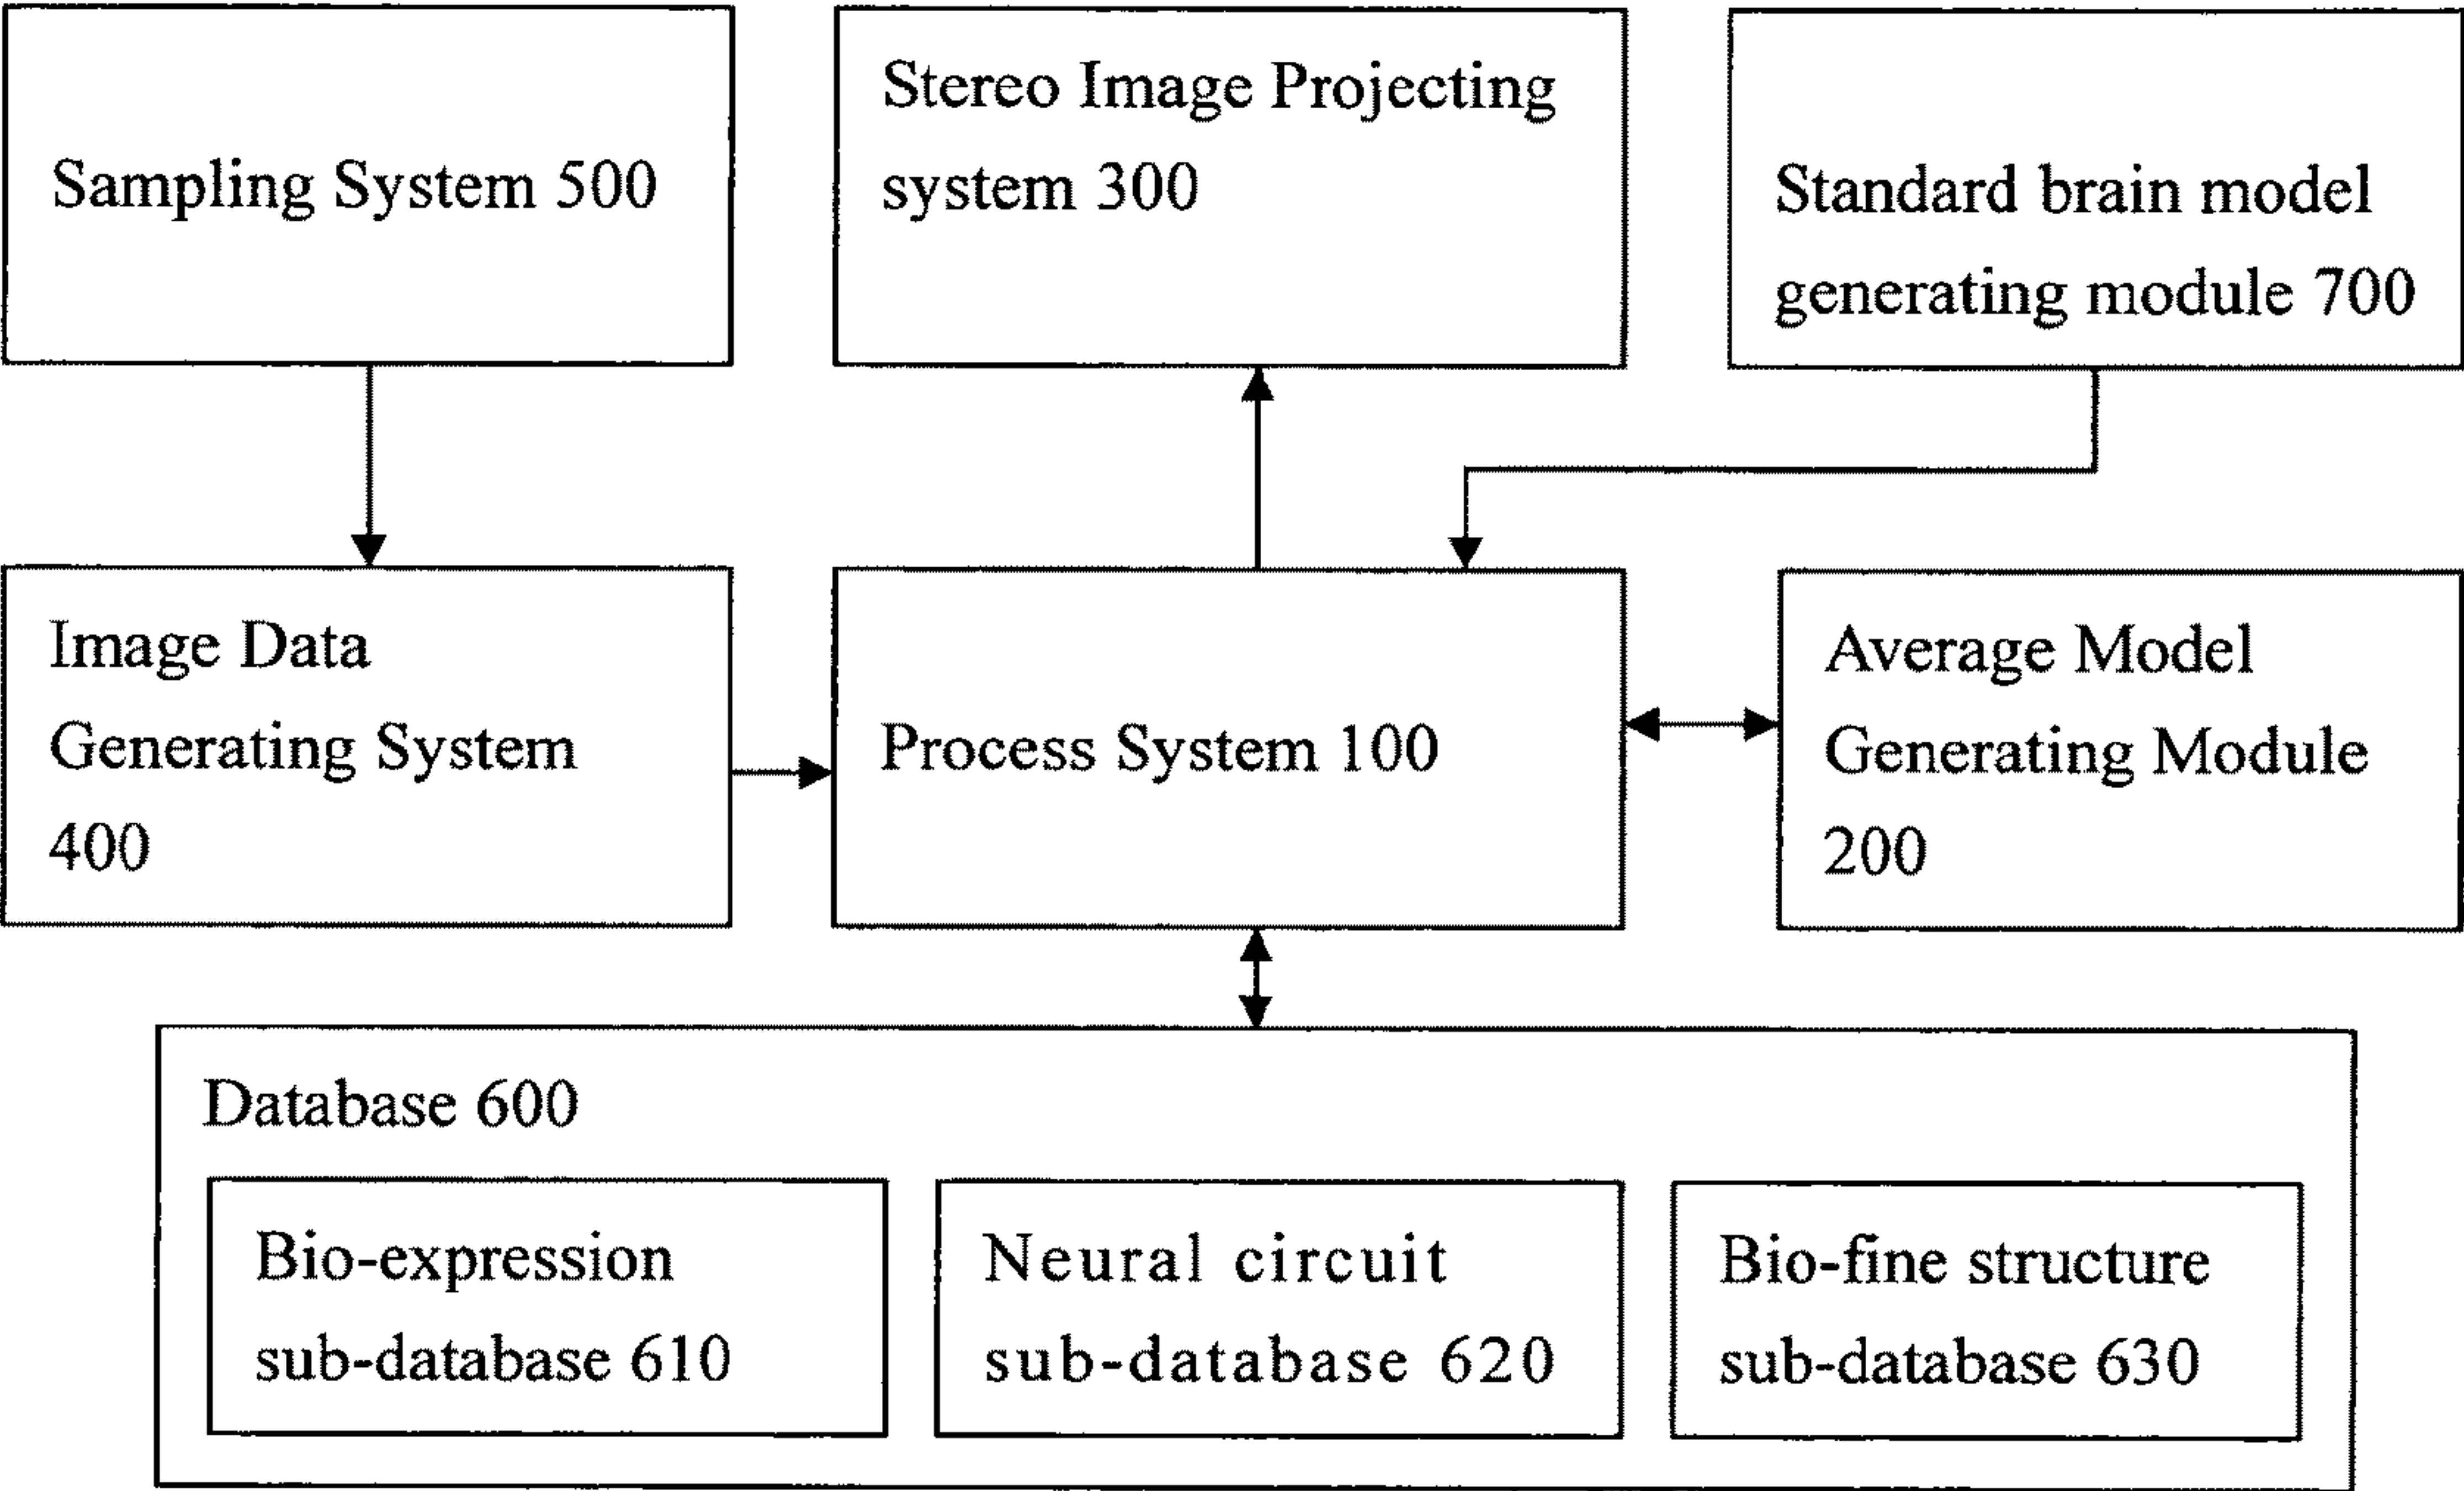 Sampling System 500
Stereo Image Projecting
system 300
Standard brain model
generating module 700
Image Data
Generating System
400
Process System 100
Average Model
Generating Module
200
Database 600
Bio-expression
sub-database 610
Neural circuit
sub-database 620
Bio-fine structure
sub-database 630